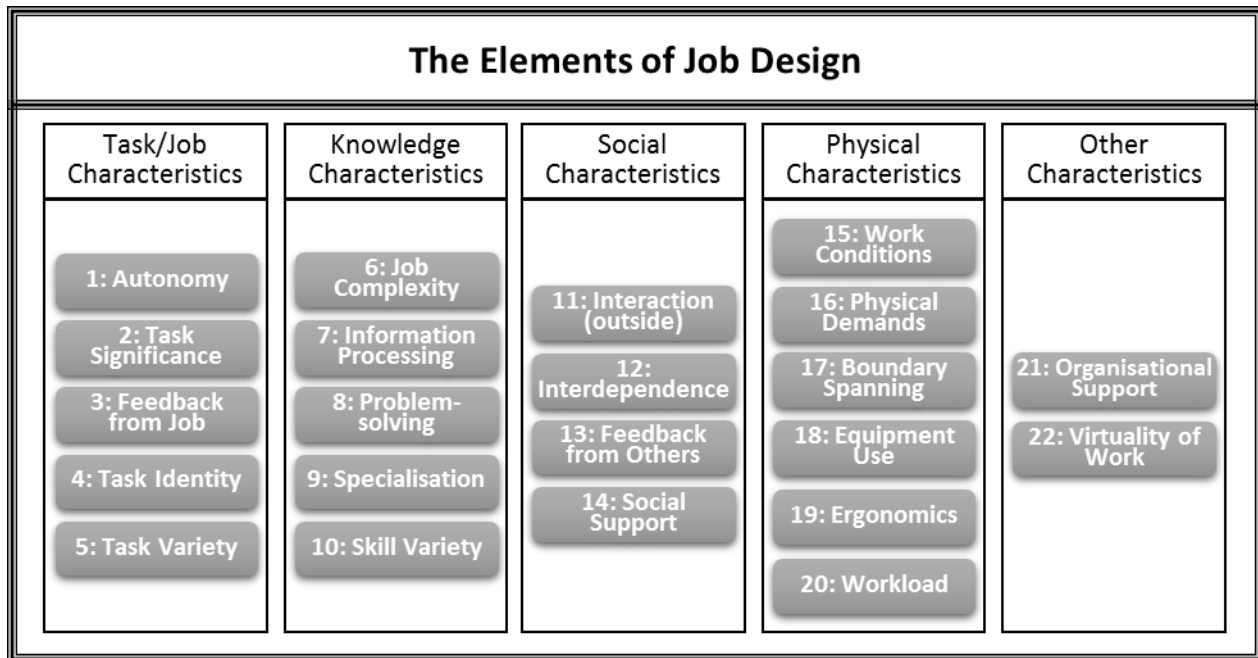 The Elements of Job Design
Task/Job
Characteristics
1: Autonomy
2: Task
Significance
3: Feedback
from Job
4: Task Identity
5: Task Variety
Knowledge
Characteristics
6: Job
Complexity
7: Information
Processing
8: Problem-
solving
9: Specialisation
10: Skill Variety
Social
Characteristics
11: Interaction
(outside)
12:
Interdependence
13: Feedback
from Others
14: Social
Support
Physical
Characteristics
15: Work
Conditions
16: Physical
Demands
17: Boundary
Spanning
18: Equipment
Use
19: Ergonomics
20: Workload
Other
Characteristics
21: Organisational
Support
22: Virtuality of
Work